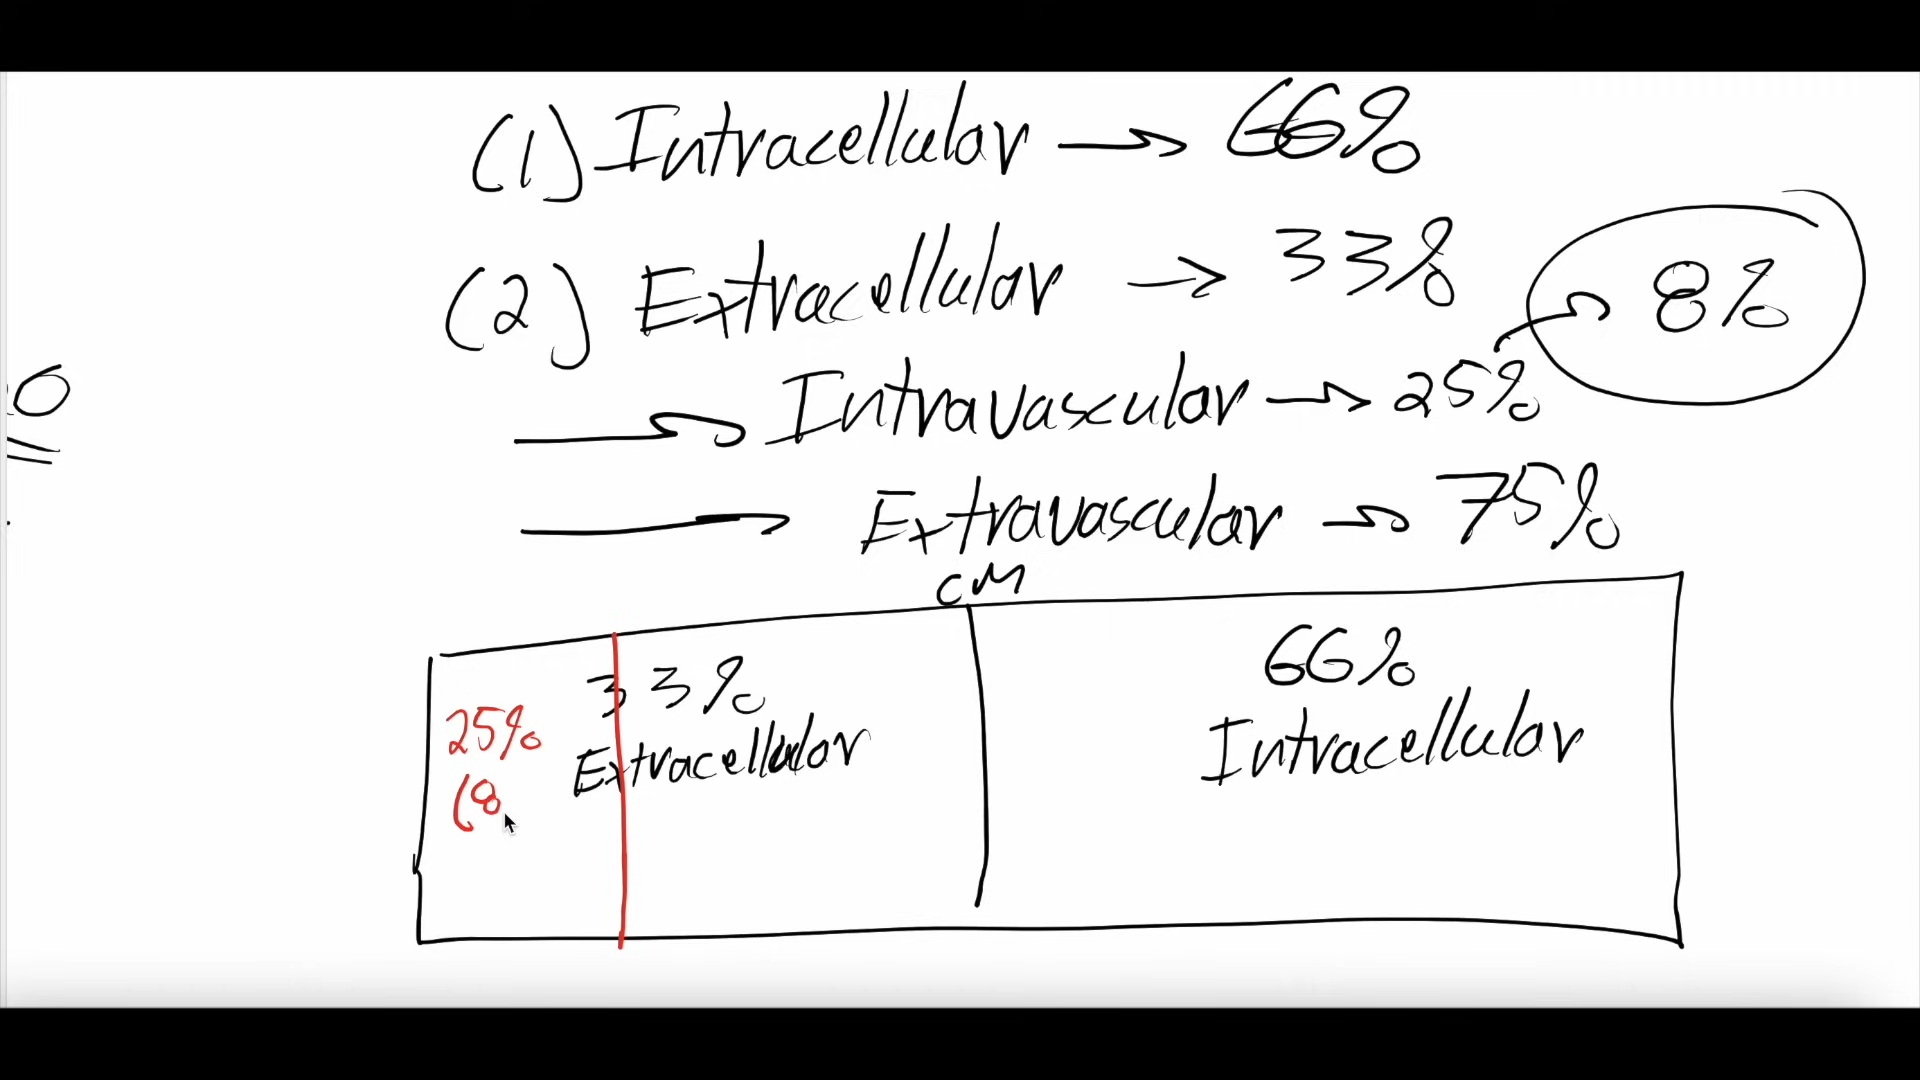 (1) Intracellular → 66%
(2) Extracellular → 33%
8%
→ Intravascular → 25%
→ Extravascular → 75%
CM
33%
Extracellular
66%
Intracellular
25%
(8